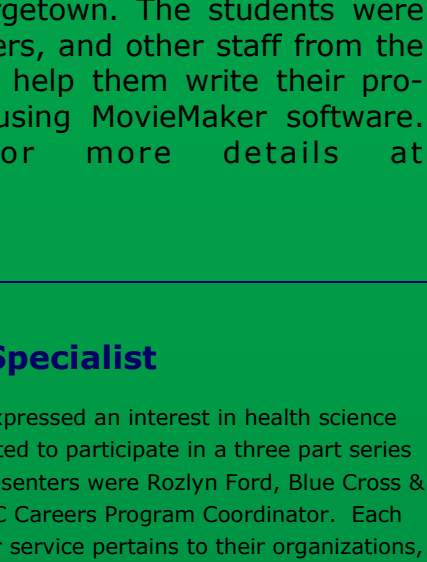 rgetown. The students were
ers, and other staff from the
help them write their pro-
using MovieMaker software.
or more details at
Specialist
xpressed an interest in health science
ted to participate in a three part series
senters were Rozlyn Ford, Blue Cross &
C Careers Program Coordinator. Each
r service pertains to their organizations,